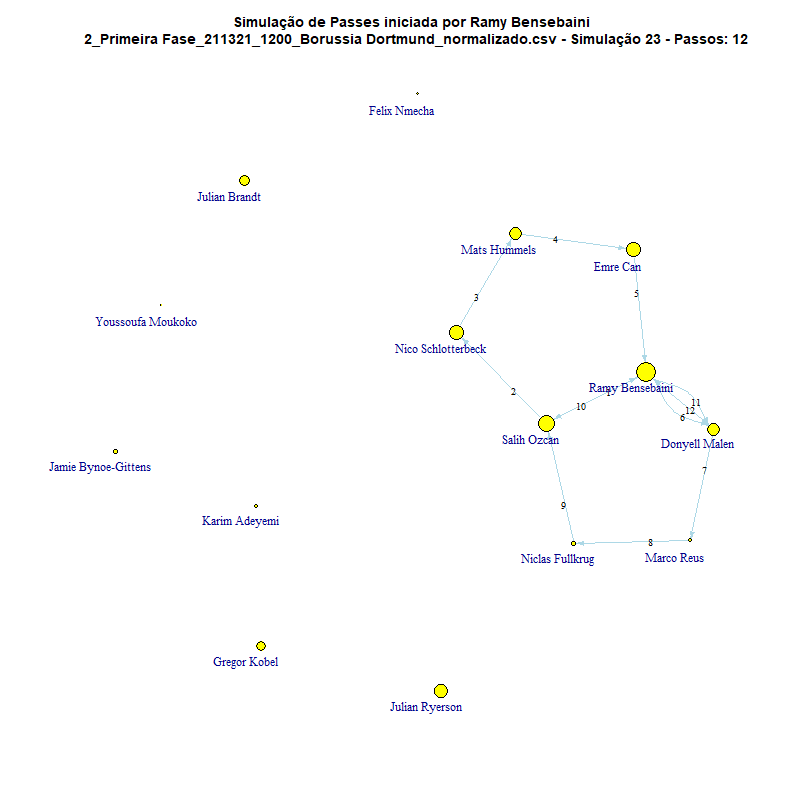 Simulação de Passes iniciada por Ramy Bensebaini
2_Primeira Fase_211321_1200_Borussia Dortmund_normalizado.csv - Simulação 23 - Passos: 12
Felix Nmecha
Julian Brandt
4
Mats Hummels
Emre Can
5
3
Youssoufa Moukoko
Nico Schlotterbeck
Ramy Bensebaini
1
2
10
11
12
6
Salih Ozcan
Donyell Malen
Jamie Bynoe-Gittens
7
9
Karim Adeyemi
8
Niclas Fullkrug
Marco Reus
Gregor Kobel
Julian Ryerson